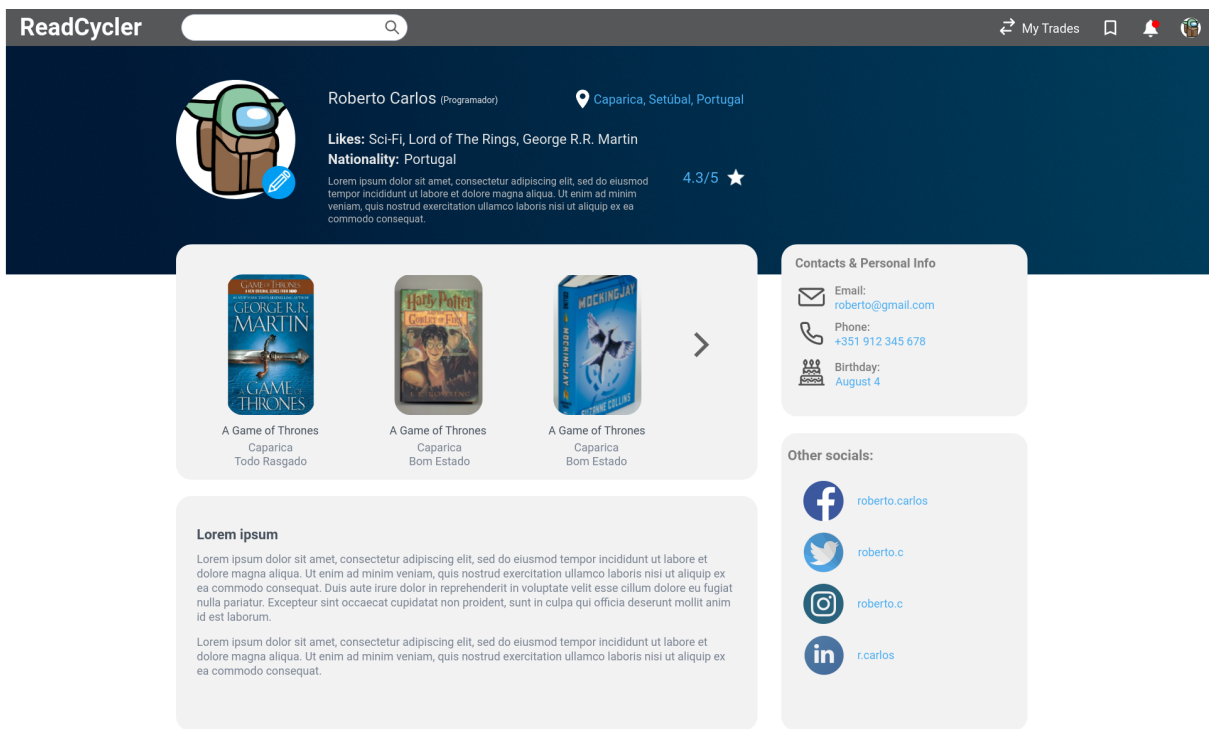 ReadCycler
My Trades
Roberto Carlos (Programador)
Caparica, Setúbal, Portugal
Likes: Sci-Fi, Lord of The Rings, George R.R. Martin
Nationality: Portugal
Lorem ipsum dolor sit amet, consectetur adipiscing elit, sed do eiusmod
tempor incididunt ut labore et dolore magna aliqua. Ut enim ad minim
veniam, quis nostrud exercitation ullamco laboris nisi ut aliquip ex ea
commodo consequat.
4.3/5
GAME OF THRONES
GEORGE R.R.
MARTIN
A GAME OF
THRONES
Harry Potter
Goblet of Fire
MOCKINGJAY
COLLINS
MOCKINGJAY
SUZANNE COLLINS
A Game of Thrones
Caparica
Todo Rasgado
A Game of Thrones
Caparica
Bom Estado
A Game of Thrones
Caparica
Bom Estado
Lorem ipsum
Lorem ipsum dolor sit amet, consectetur adipiscing elit, sed do eiusmod tempor incididunt ut labore et
dolore magna aliqua. Ut enim ad minim veniam, quis nostrud exercitation ullamco laboris nisi ut aliquip ex
ea commodo consequat. Duis aute irure dolor in reprehenderit in voluptate velit esse cillum dolore eu fugiat
nulla pariatur. Excepteur sint occaecat cupidatat non proident, sunt in culpa qui officia deserunt mollit anim
id est laborum.
Lorem ipsum dolor sit amet, consectetur adipiscing elit, sed do eiusmod tempor incididunt ut labore et
dolore magna aliqua. Ut enim ad minim veniam, quis nostrud exercitation ullamco laboris nisi ut aliquip ex
ea commodo consequat.
Contacts & Personal Info
Email:
roberto@gmail.com
Phone:
+351 912 345 678
Birthday:
August 4
Other socials:
roberto.carlos
roberto.c
roberto.c
r.carlos